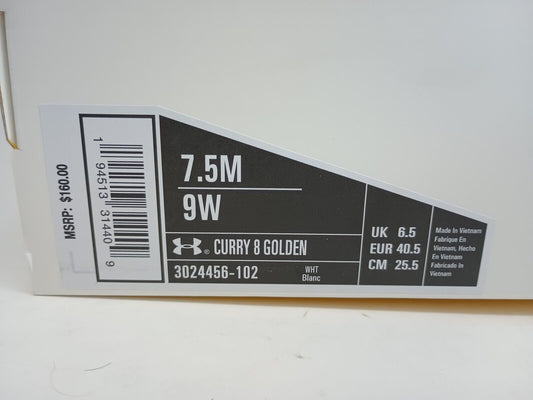 MSRP: $160.00
1 94513 31440 9
7.5M
9W
® CURRY 8 GOLDEN
3024456-102
WHT
Blanc
UK 6.5
EUR 40.5
CM 25.5
Made In Vietnam
Fabrique En
Vietnam, Hecho
En Vietnam
Fabricado In
Vietnam